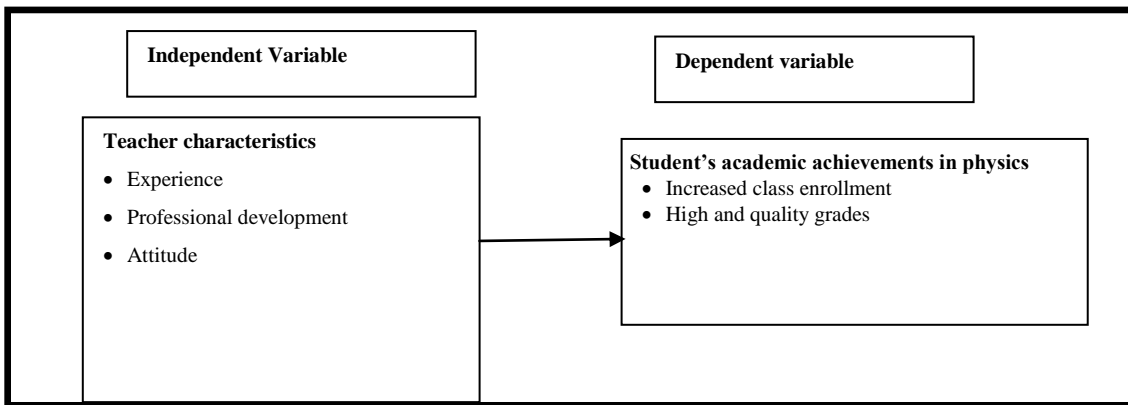 Independent Variable
Dependent variable
Teacher characteristics
• Experience
• Professional development
• Attitude
Student’s academic achievements in physics
• Increased class enrollment
• High and quality grades